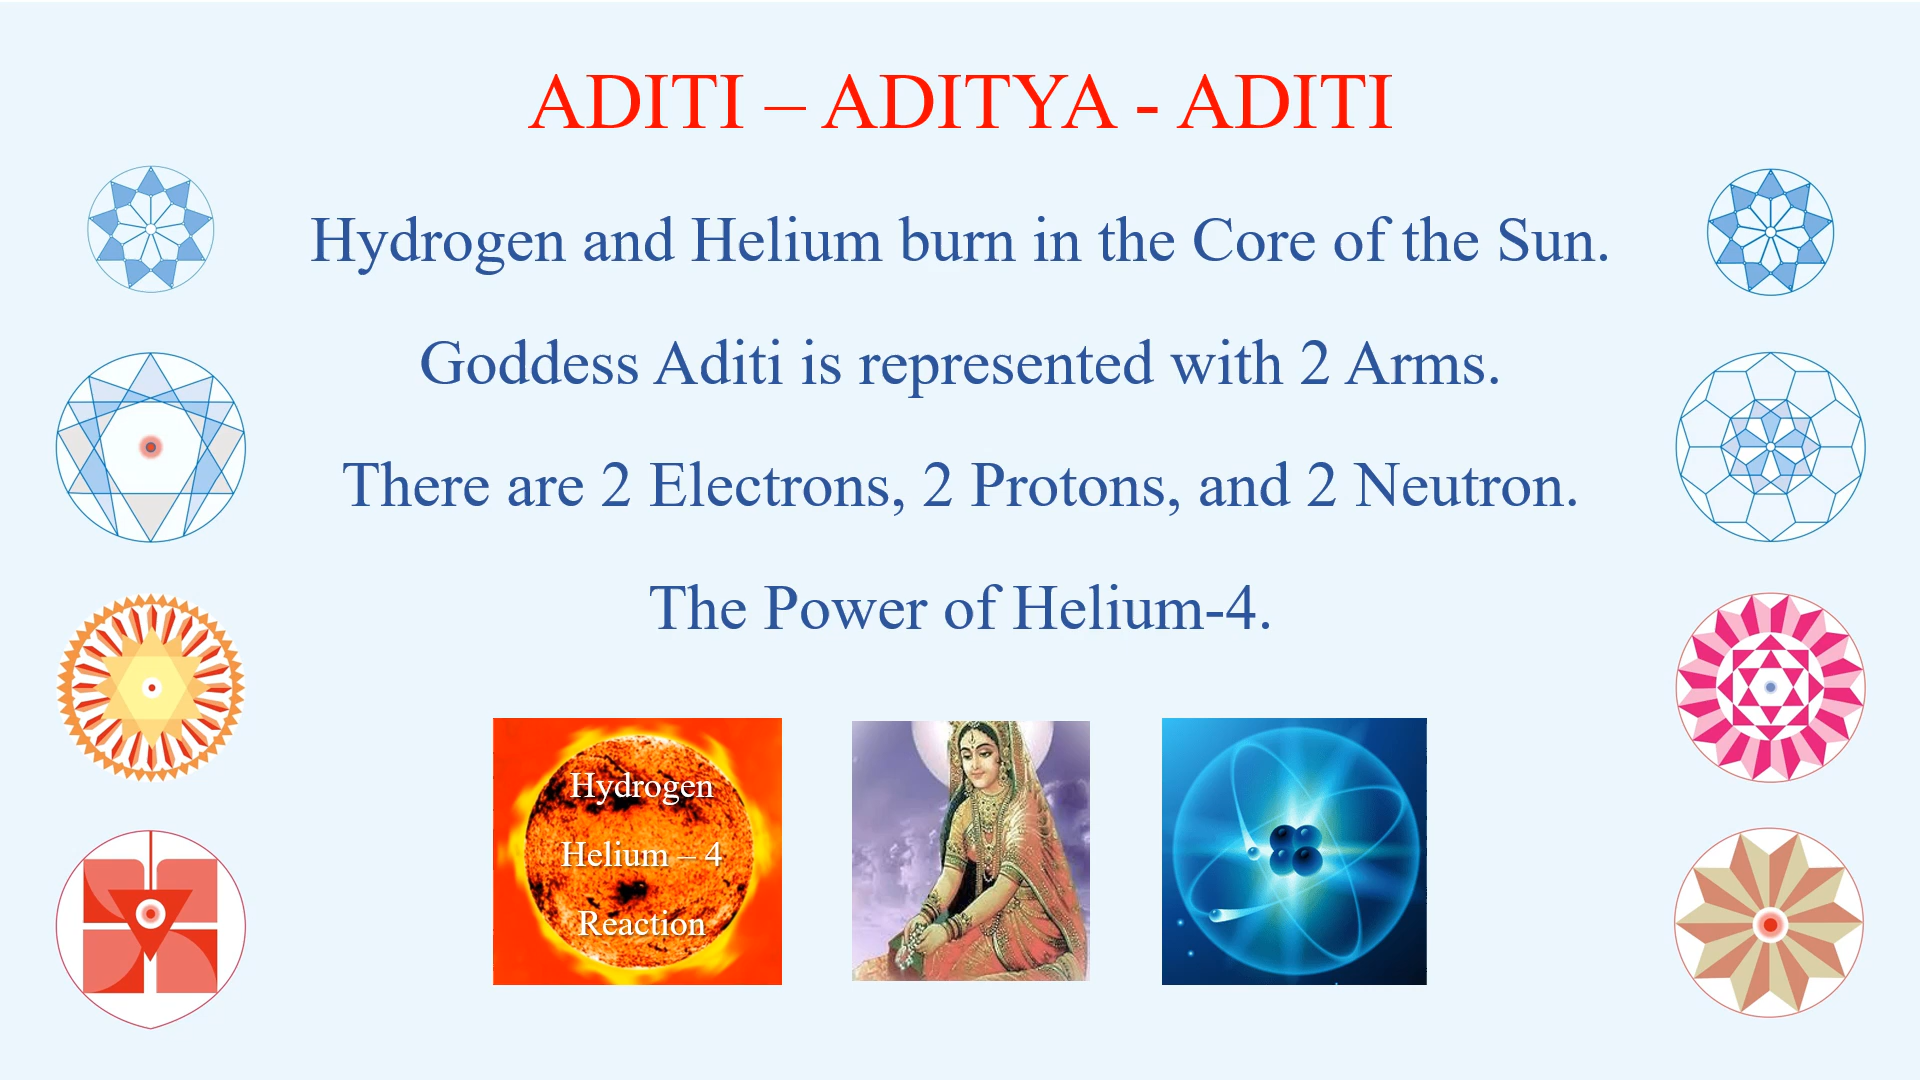 ADITI – ADITYA - ADITI
Hydrogen and Helium burn in the Core of the Sun.
Goddess Aditi is represented with 2 Arms.
There are 2 Electrons, 2 Protons, and 2 Neutron.
The Power of Helium-4.
Hydrogen
Helium – 4
Reaction